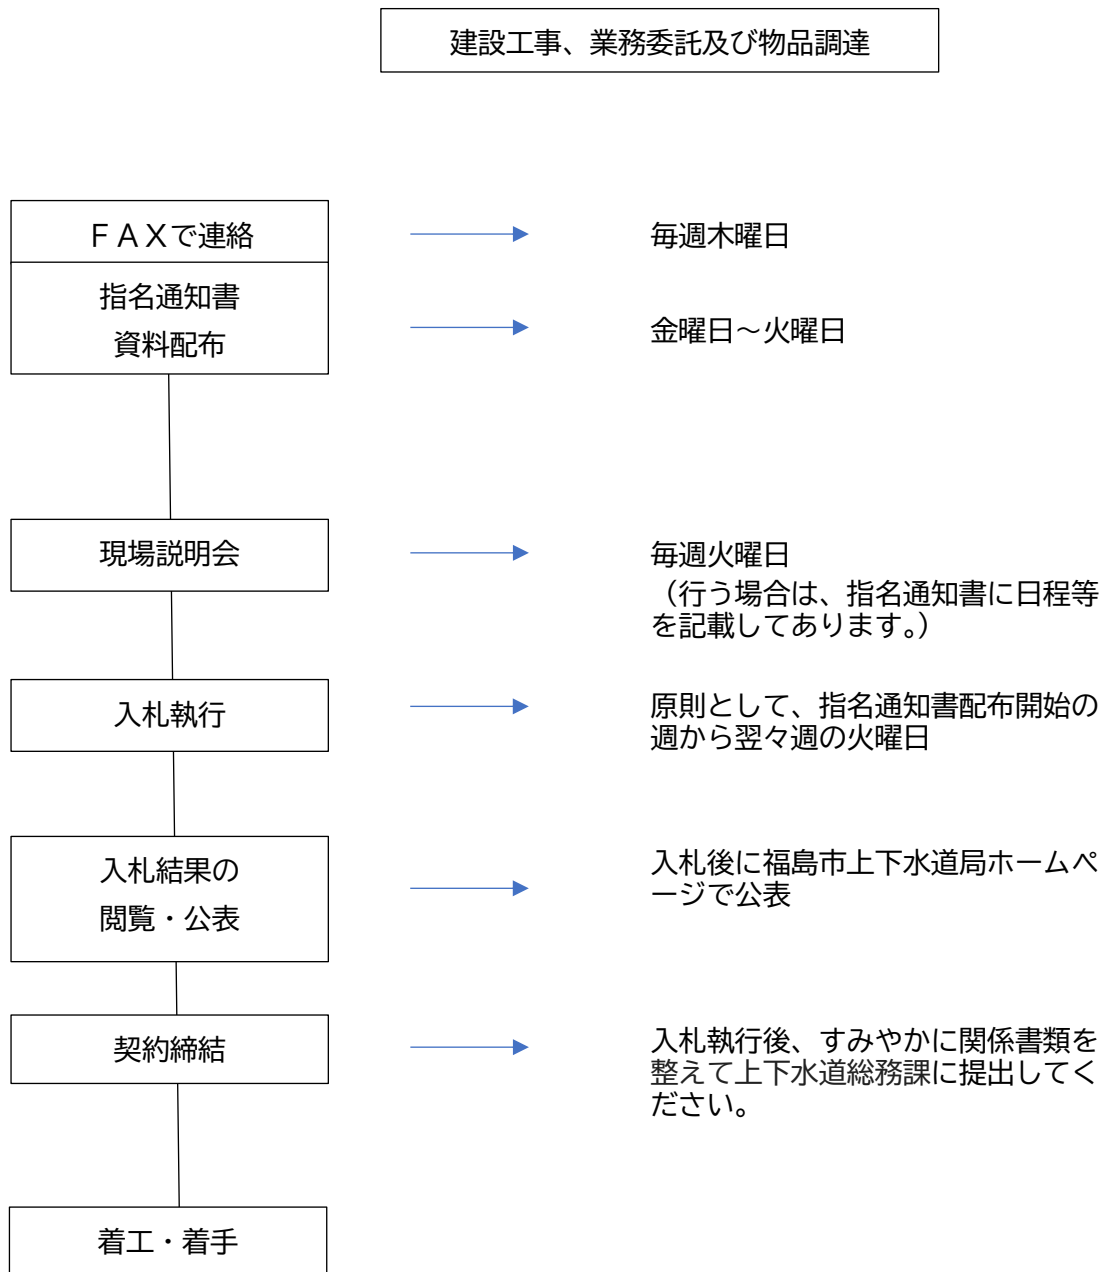 建設工事、業務委託及び物品調達
ＦＡＸで連絡
毎週木曜日
指名通知書
資料配布
金曜日～火曜日
現場説明会
毎週火曜日
（行う場合は、指名通知書に日程等
を記載してあります。）
入札執行
原則として、指名通知書配布開始の
週から翌々週の火曜日
入札結果の
閲覧・公表
入札後に福島市上下水道局ホームペ
ージで公表
契約締結
入札執行後、すみやかに関係書類を
整えて上下水道総務課に提出してく
ださい。
着工・着手